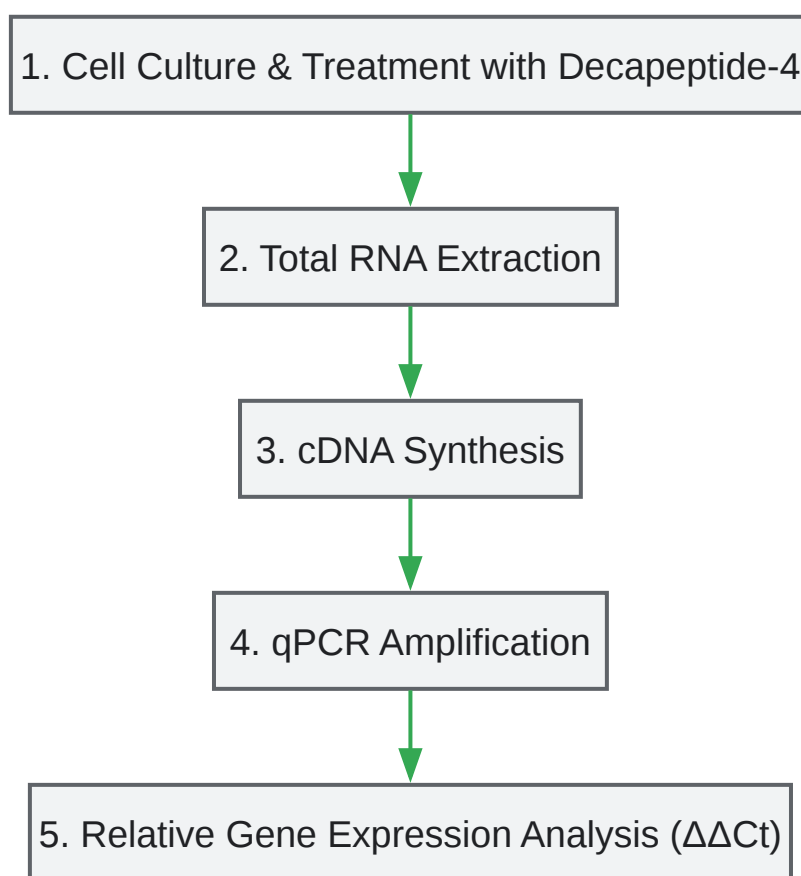 1. Cell Culture & Treatment with Decapeptide-4
2. Total RNA Extraction
3. cDNA Synthesis
4. qPCR Amplification
5. Relative Gene Expression Analysis (ΔΔCt)